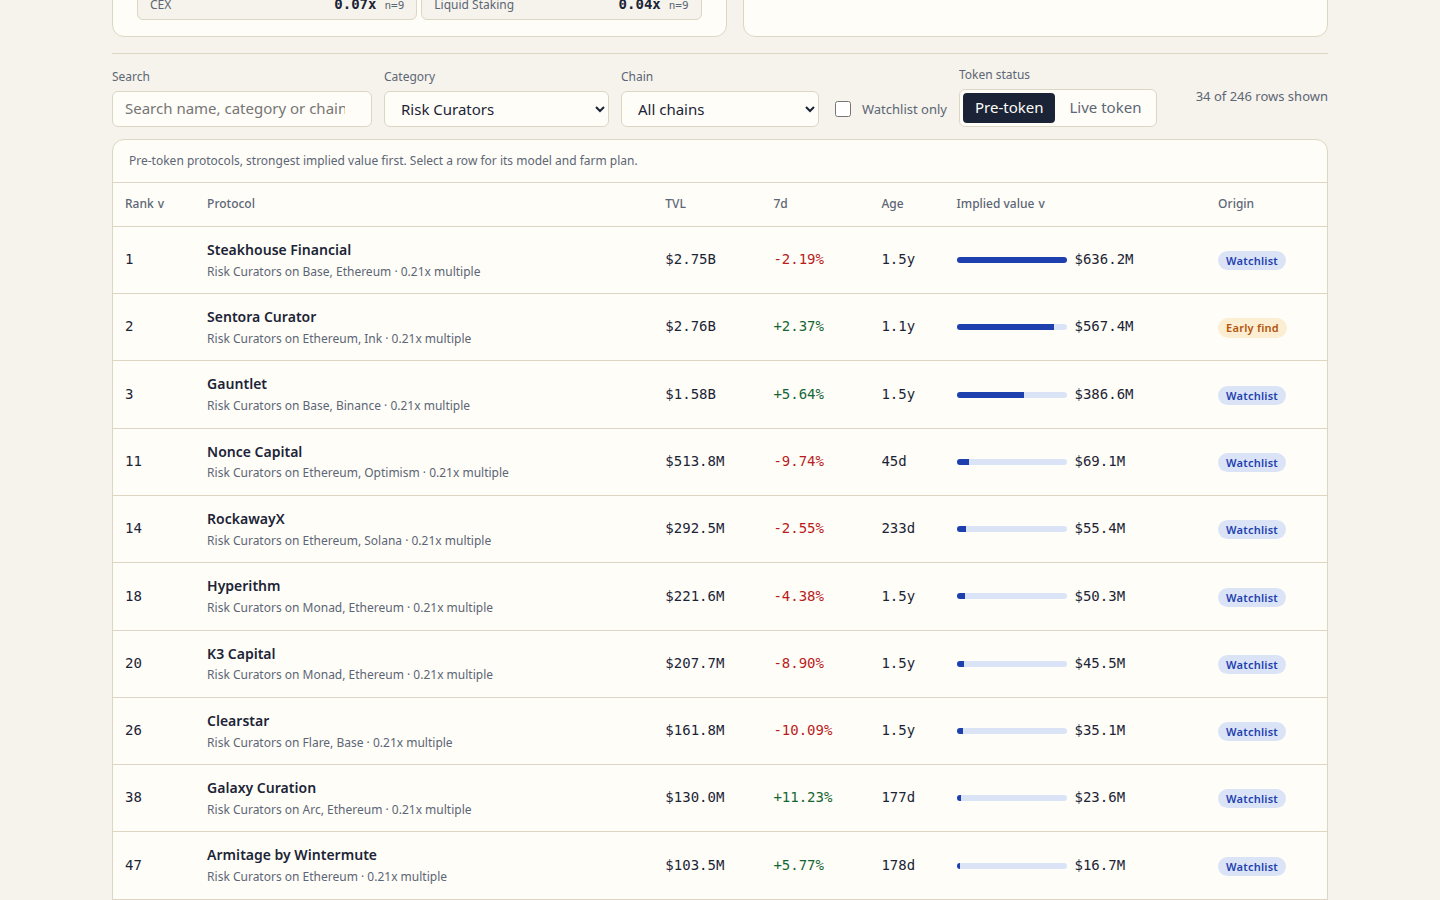 CEX 0.07x n=9 Liquid Staking 0.04x n=9
Search Category Chain Token status
Search name, category or chain Risk Curators All chains Watchlist only Pre-token Live token 34 of 246 rows shown
Pre-token protocols, strongest implied value first. Select a row for its model and farm plan.
Rank v Protocol TVL 7d Age Implied value v Origin
1 Steakhouse Financial $2.75B -2.19% 1.5y $636.2M Watchlist
Risk Curators on Base, Ethereum · 0.21x multiple
2 Sentora Curator $2.76B +2.37% 1.1y $567.4M Early find
Risk Curators on Ethereum, Ink · 0.21x multiple
3 Gauntlet $1.58B +5.64% 1.5y $386.6M Watchlist
Risk Curators on Base, Binance · 0.21x multiple
11 Nonce Capital $513.8M -9.74% 45d $69.1M Watchlist
Risk Curators on Ethereum, Optimism · 0.21x multiple
14 RockawayX $292.5M -2.55% 233d $55.4M Watchlist
Risk Curators on Ethereum, Solana · 0.21x multiple
18 Hyperithm $221.6M -4.38% 1.5y $50.3M Watchlist
Risk Curators on Monad, Ethereum · 0.21x multiple
20 K3 Capital $207.7M -8.90% 1.5y $45.5M Watchlist
Risk Curators on Monad, Ethereum · 0.21x multiple
26 Clearstar $161.8M -10.09% 1.5y $35.1M Watchlist
Risk Curators on Flare, Base · 0.21x multiple
38 Galaxy Curation $130.0M +11.23% 177d $23.6M Watchlist
Risk Curators on Arc, Ethereum · 0.21x multiple
47 Armitage by Wintermute $103.5M +5.77% 178d $16.7M Watchlist
Risk Curators on Ethereum · 0.21x multiple